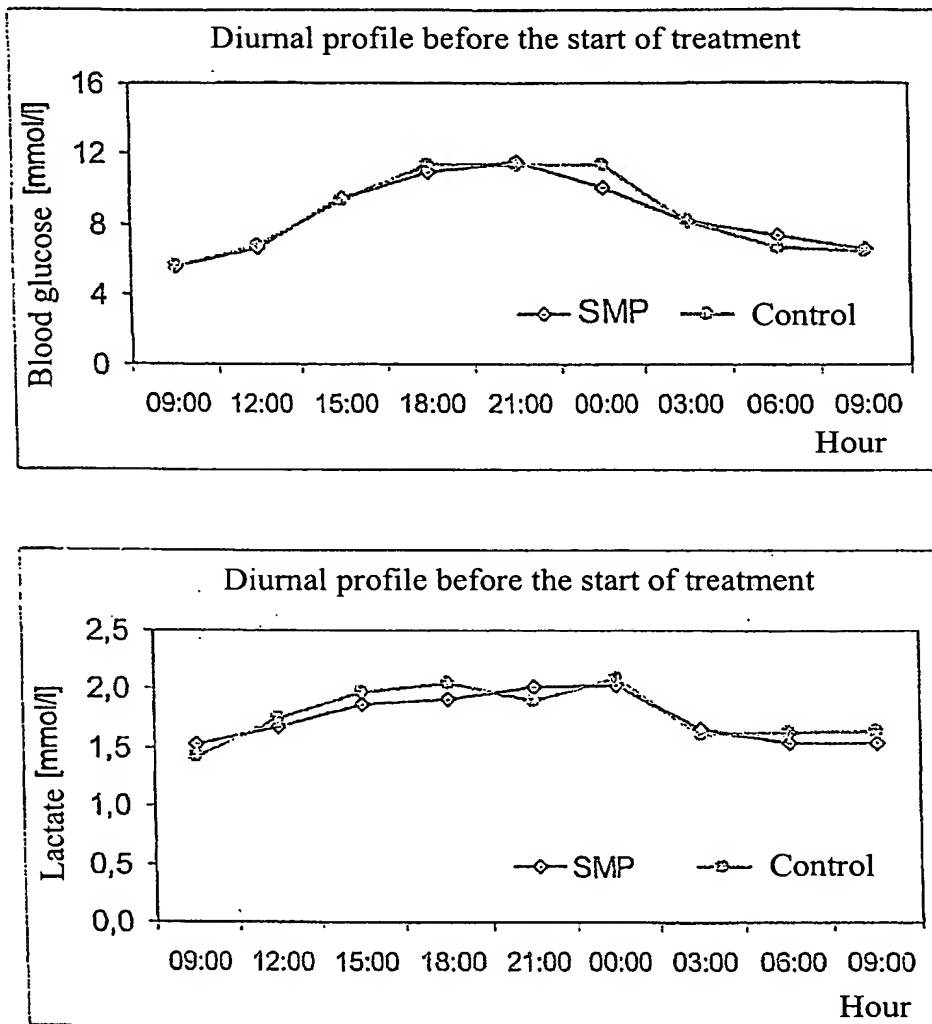 Diurnal profile before the start of treatment
Blood glucose [mmol/l]
16
12
8
4
0
SMP Control
09:00 12:00 15:00 18:00 21:00 00:00 03:00 06:00 09:00
Hour
Diurnal profile before the start of treatment
Lactate [mmol/l]
2,5
2,0
1,5
1,0
0,5
0,0
SMP Control
09:00 12:00 15:00 18:00 21:00 00:00 03:00 06:00 09:00
Hour